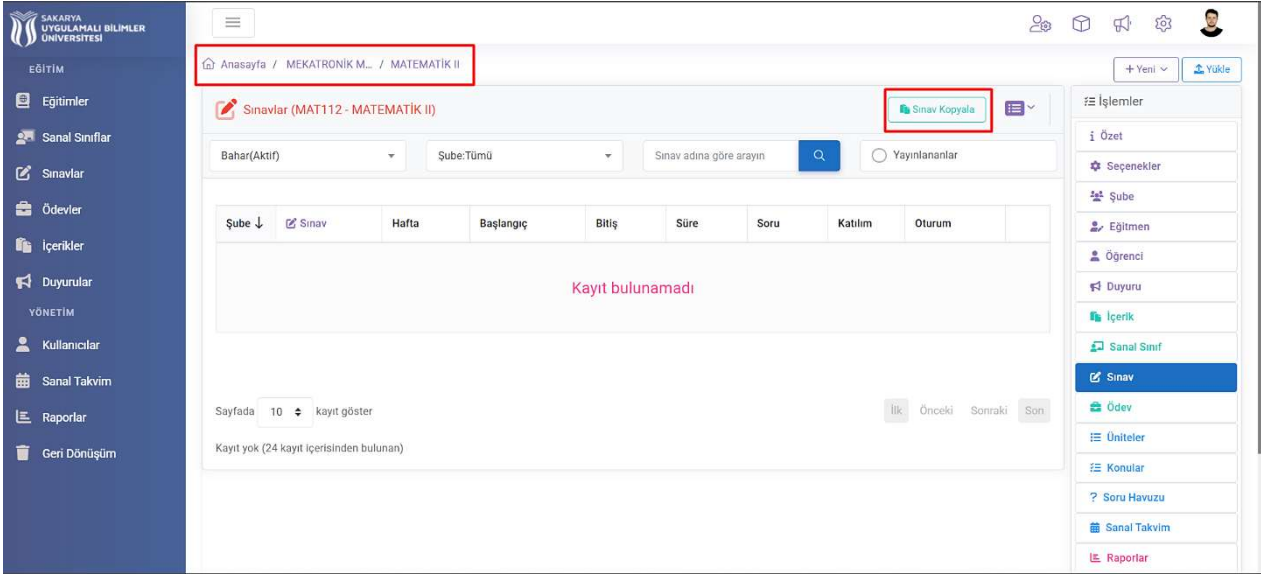 SAKARYA
UYGULAMALI BİLİMLER
ÜNİVERSİTESİ
EĞİTİM
Eğitimler
Sanal Sınıflar
Sınavlar
Ödevler
İçerikler
Duyurular
YÖNETİM
Kullanıcılar
Sanal Takvim
Raporlar
Geri Dönüşüm
Anasayfa / MEKATRONİK M... / MATEMATİK II
+ Yeni
Yükle
Sınavlar (MAT112 - MATEMATİK II)
Sınav Kopyala
Bahar(Aktif)
Şube:Tümü
Sınav adına göre arayın
Yayınlananlar
Şube ↓ Sınav Hafta Başlangıç Bitiş Süre Soru Katılım Oturum
Kayıt bulunamadı
Sayfada 10 kayıt göster
İlk Önceki Sonraki Son
Kayıt yok (24 kayıt içerisinden bulunan)
İşlemler
Özet
Seçenekler
Şube
Eğitmen
Öğrenci
Duyuru
İçerik
Sanal Sınıf
Sınav
Ödev
Üniteler
Konular
Soru Havuzu
Sanal Takvim
Raporlar